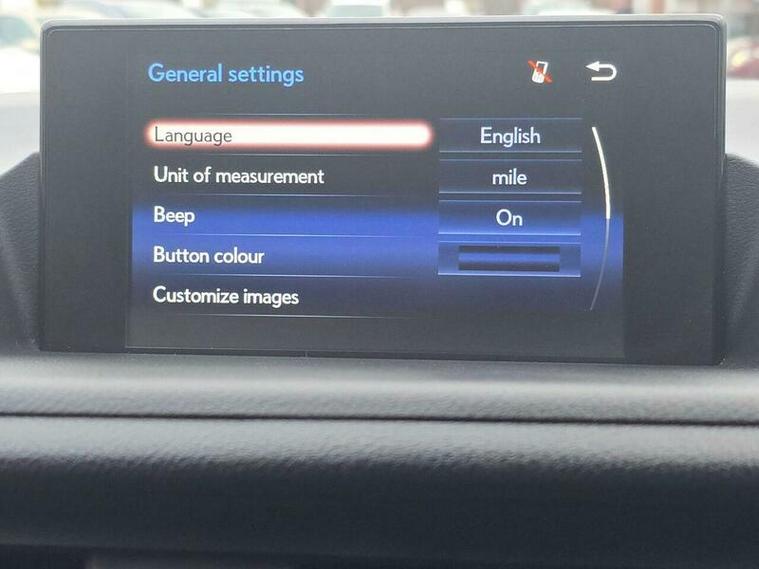 General settings
Language English
Unit of measurement mile
Beep On
Button colour
Customize images